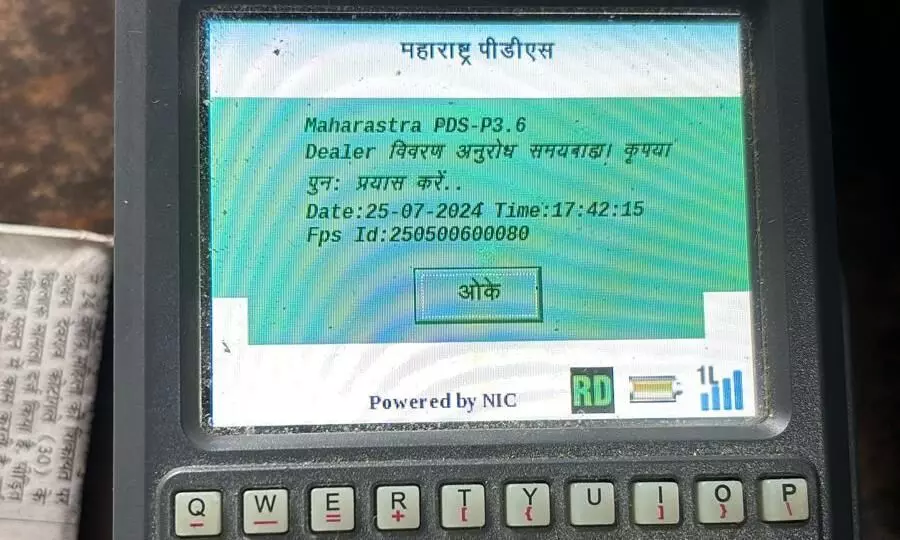 महाराष्ट्र पीडीएस
Maharastra PDS-P3.6
Dealer विवरण अनुरोध समयबाह्य। कृपया
पुन: प्रयास करें..
Date:25-07-2024 Time:17:42:15
Fps Id:250500600080
ओके
Powered by NIC
RD
1L
Q W E R T Y U I O P
_ _ = + [ { ] } \